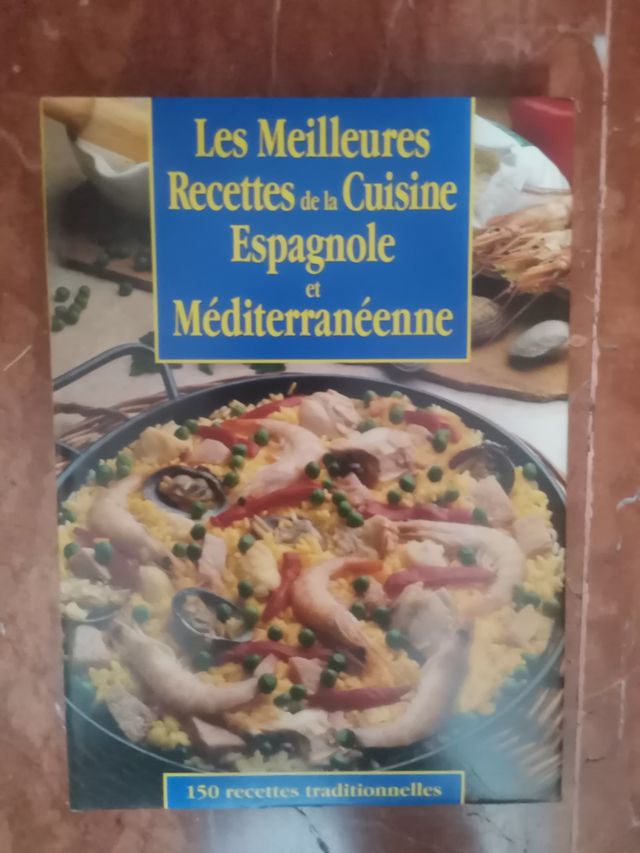 Les Meilleures
Recettes de la Cuisine
Espagnole
et
Méditerranéenne
150 recettes traditionnelles